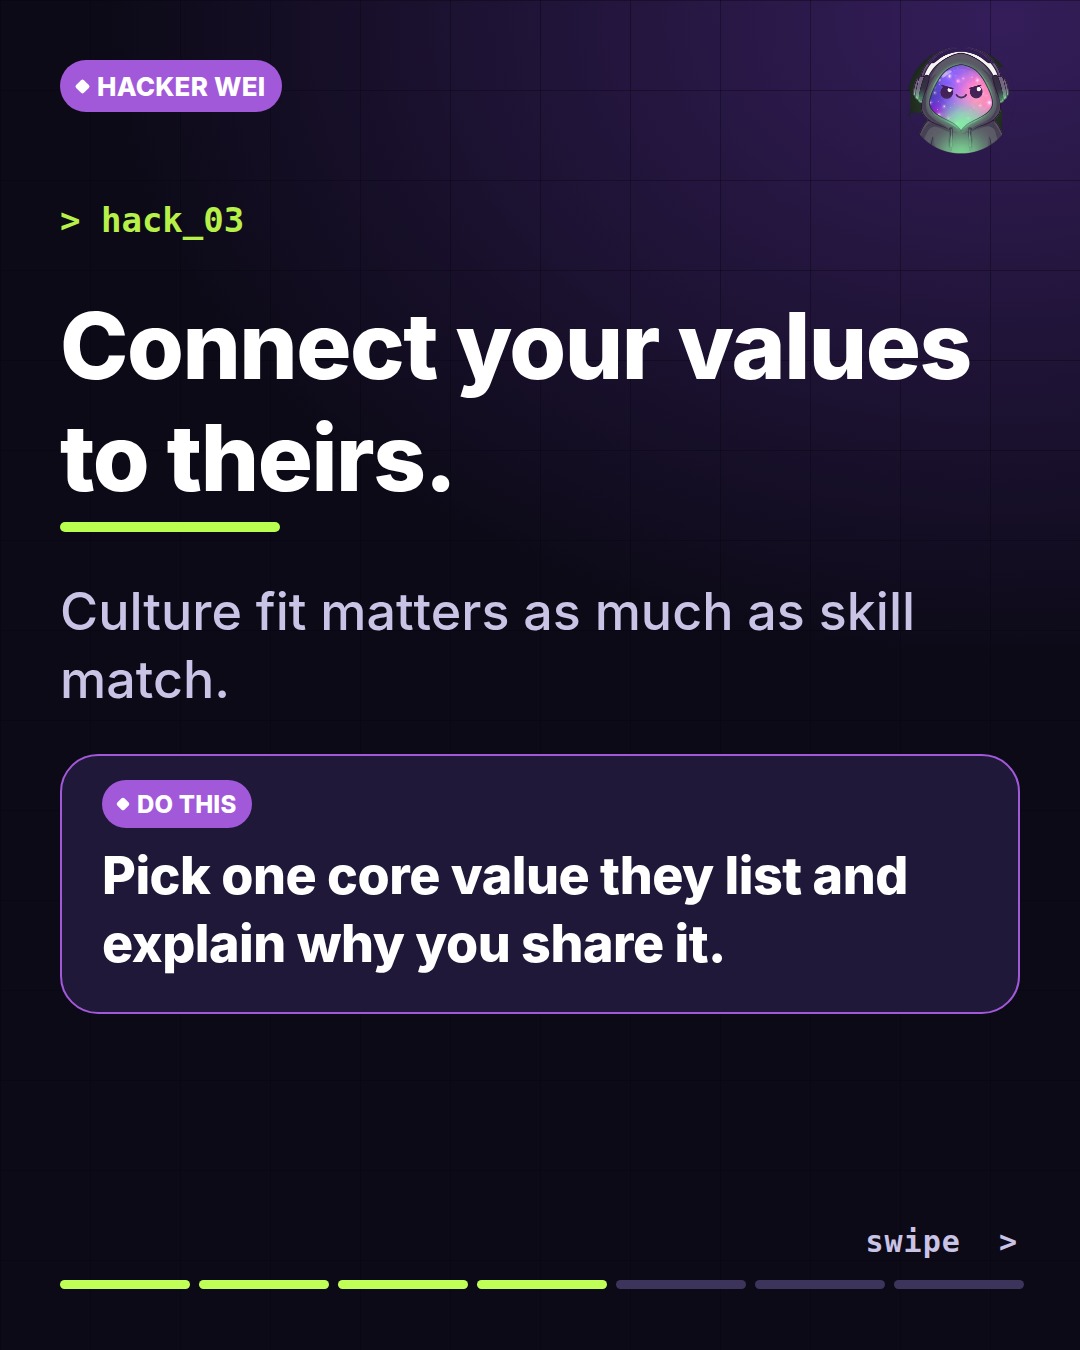 HACKER WEI
> hack_03
Connect your values
to theirs.
Culture fit matters as much as skill
match.
DO THIS
Pick one core value they list and
explain why you share it.
swipe >